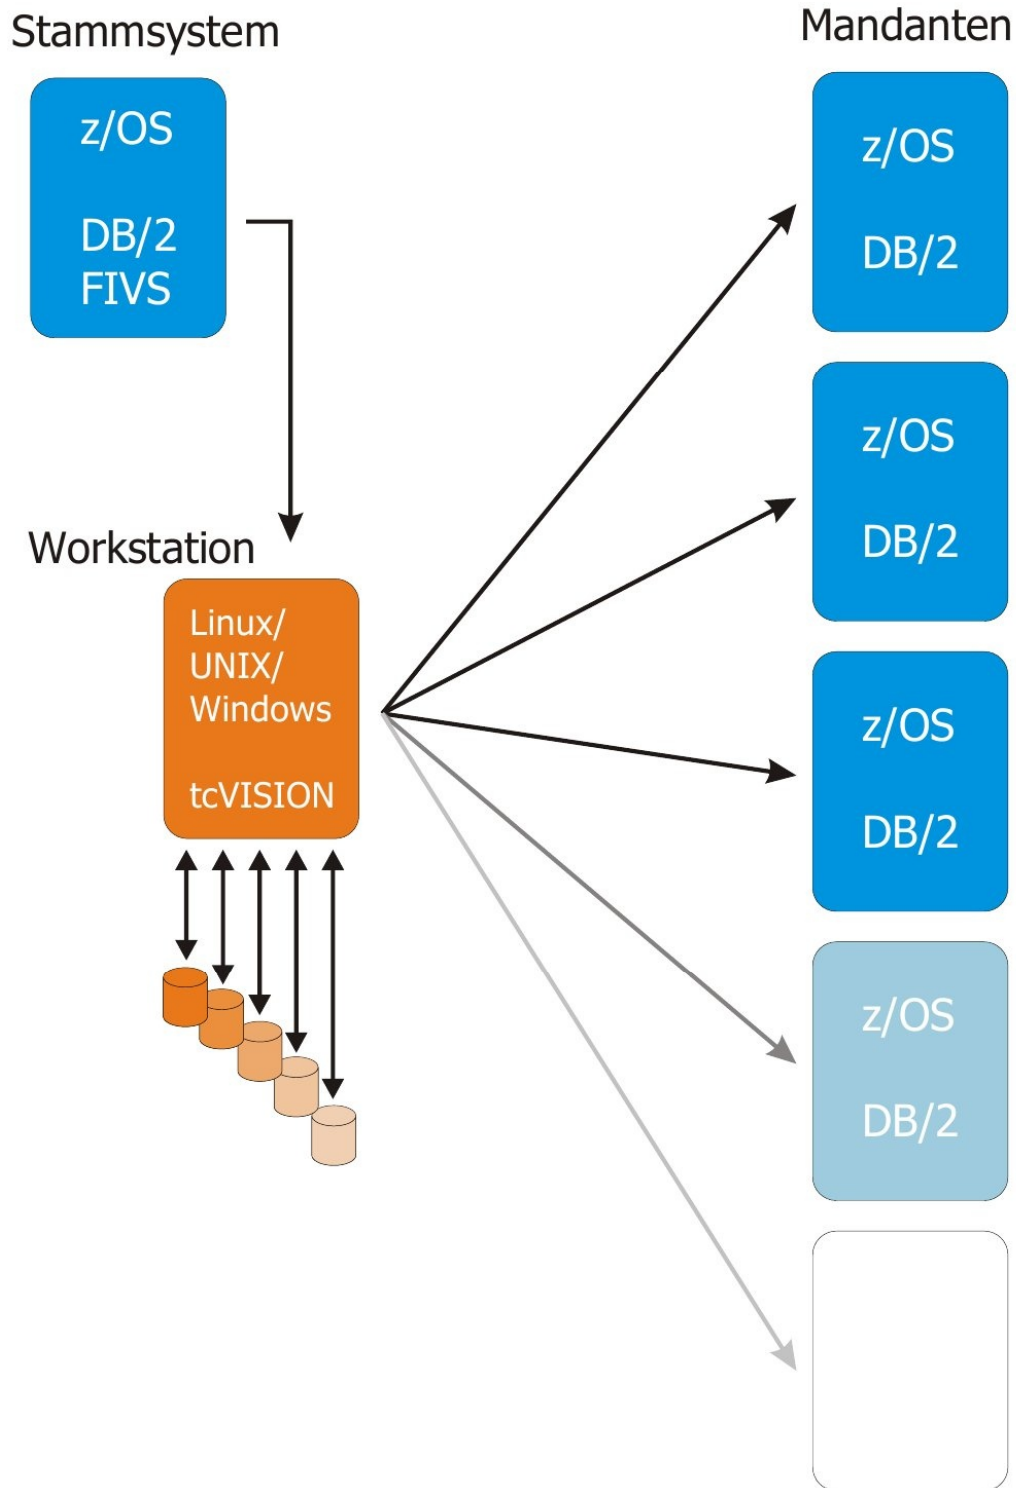 Stammsystem
z/OS
DB/2
FIVS
Workstation
Linux/
UNIX/
Windows
tcVISION
Mandanten
z/OS
DB/2
z/OS
DB/2
z/OS
DB/2
z/OS
DB/2